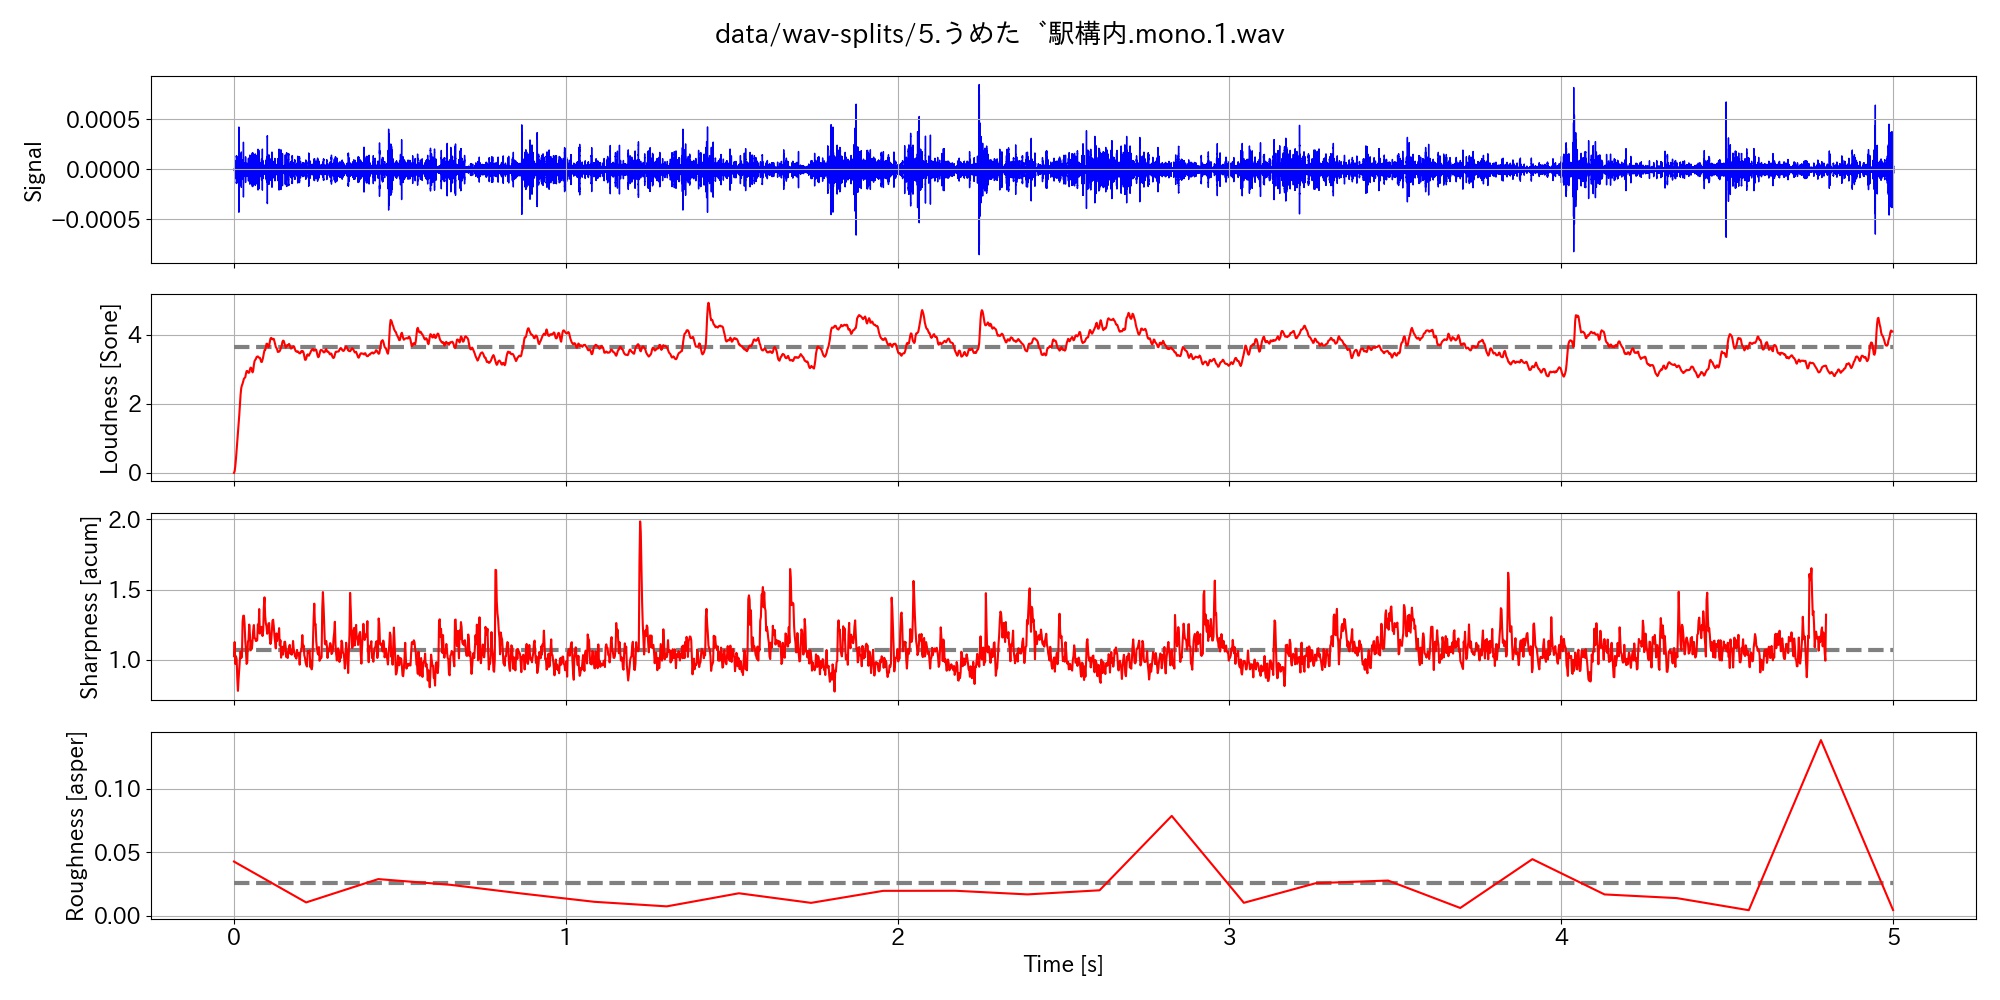 data/wav-splits/5.うめた゛駅構内.mono.1.wav
Signal
0.0005
0.0000
−0.0005
Loudness [Sone]
4
2
0
Sharpness [acum]
2.0
1.5
1.0
Roughness [asper]
0.10
0.05
0.00
0 1 2 3 4 5
Time [s]